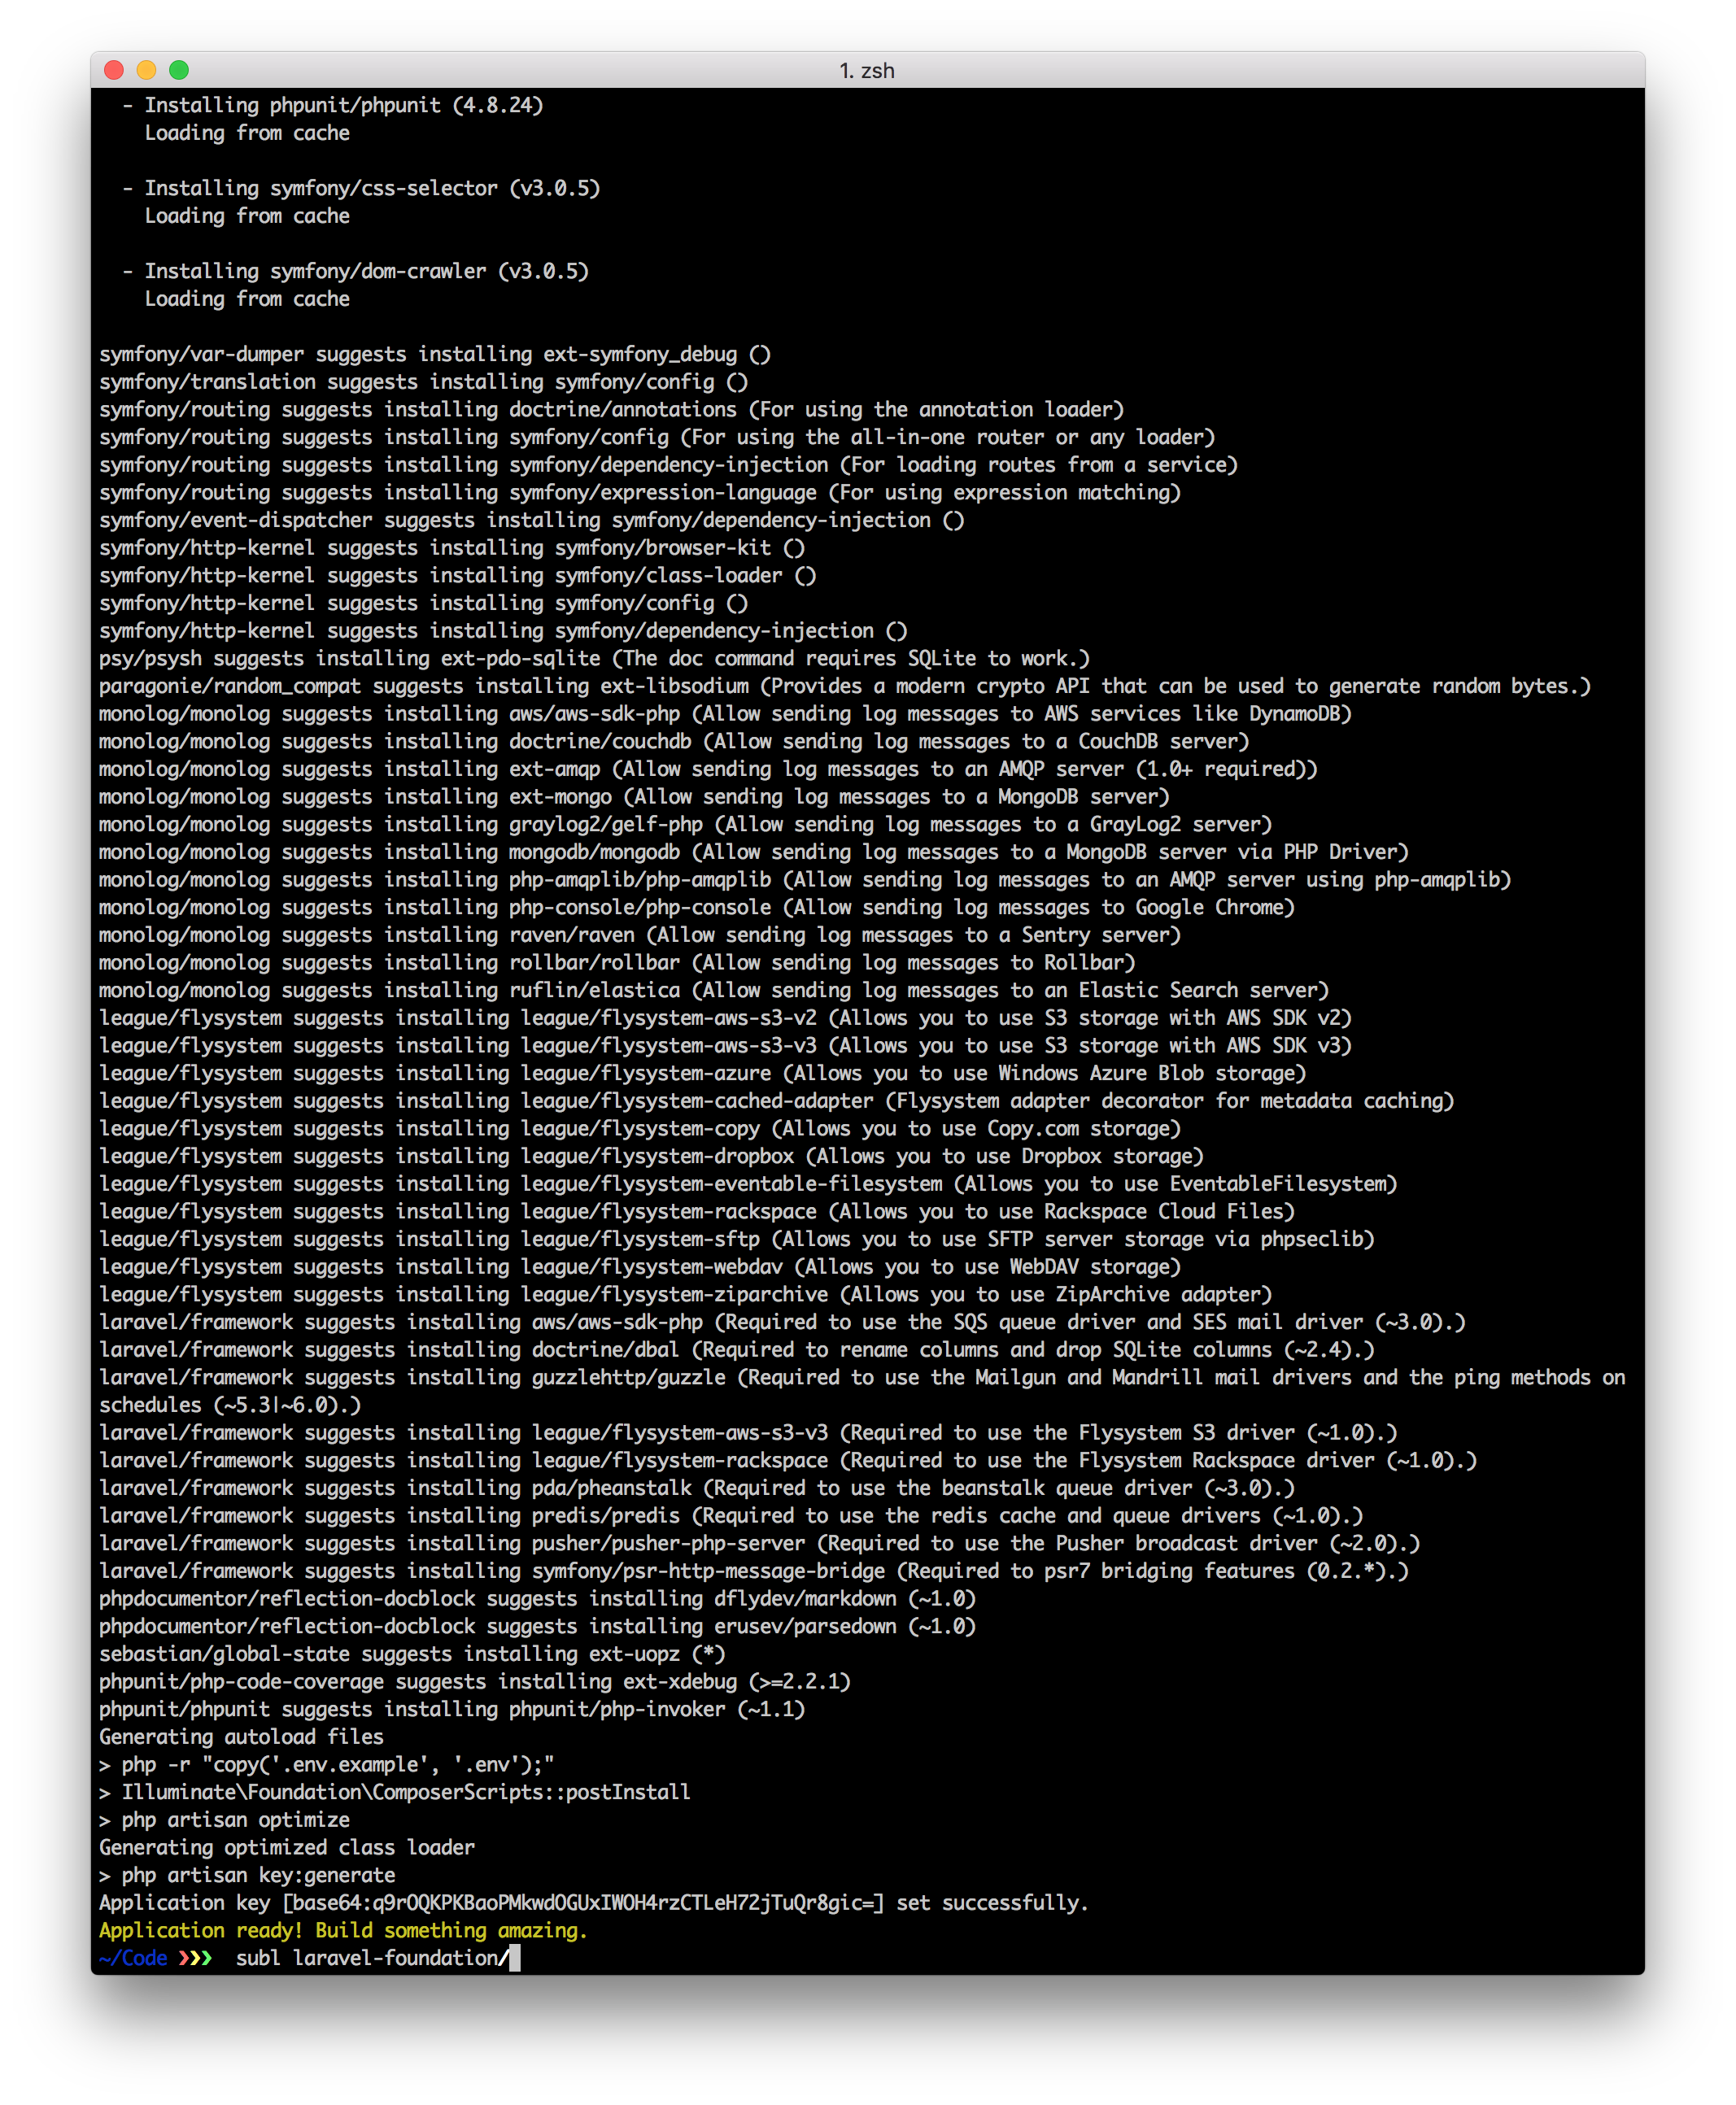 1. zsh
- Installing phpunit/phpunit (4.8.24)
Loading from cache
- Installing symfony/css-selector (v3.0.5)
Loading from cache
- Installing symfony/dom-crawler (v3.0.5)
Loading from cache
symfony/var-dumper suggests installing ext-symfony_debug ()
symfony/translation suggests installing symfony/config ()
symfony/routing suggests installing doctrine/annotations (For using the annotation loader)
symfony/routing suggests installing symfony/config (For using the all-in-one router or any loader)
symfony/routing suggests installing symfony/dependency-injection (For loading routes from a service)
symfony/routing suggests installing symfony/expression-language (For using expression matching)
symfony/event-dispatcher suggests installing symfony/dependency-injection ()
symfony/http-kernel suggests installing symfony/browser-kit ()
symfony/http-kernel suggests installing symfony/class-loader ()
symfony/http-kernel suggests installing symfony/config ()
symfony/http-kernel suggests installing symfony/dependency-injection ()
psy/psysh suggests installing ext-pdo-sqlite (The doc command requires SQLite to work.)
paragonie/random_compat suggests installing ext-libsodium (Provides a modern crypto API that can be used to generate random bytes.)
monolog/monolog suggests installing aws/aws-sdk-php (Allow sending log messages to AWS services like DynamoDB)
monolog/monolog suggests installing doctrine/couchdb (Allow sending log messages to a CouchDB server)
monolog/monolog suggests installing ext-amqp (Allow sending log messages to an AMQP server (1.0+ required))
monolog/monolog suggests installing ext-mongo (Allow sending log messages to a MongoDB server)
monolog/monolog suggests installing graylog2/gelf-php (Allow sending log messages to a GrayLog2 server)
monolog/monolog suggests installing mongodb/mongodb (Allow sending log messages to a MongoDB server via PHP Driver)
monolog/monolog suggests installing php-amqplib/php-amqplib (Allow sending log messages to an AMQP server using php-amqplib)
monolog/monolog suggests installing php-console/php-console (Allow sending log messages to Google Chrome)
monolog/monolog suggests installing raven/raven (Allow sending log messages to a Sentry server)
monolog/monolog suggests installing rollbar/rollbar (Allow sending log messages to Rollbar)
monolog/monolog suggests installing ruflin/elastica (Allow sending log messages to an Elastic Search server)
league/flysystem suggests installing league/flysystem-aws-s3-v2 (Allows you to use S3 storage with AWS SDK v2)
league/flysystem suggests installing league/flysystem-aws-s3-v3 (Allows you to use S3 storage with AWS SDK v3)
league/flysystem suggests installing league/flysystem-azure (Allows you to use Windows Azure Blob storage)
league/flysystem suggests installing league/flysystem-cached-adapter (Flysystem adapter decorator for metadata caching)
league/flysystem suggests installing league/flysystem-copy (Allows you to use Copy.com storage)
league/flysystem suggests installing league/flysystem-dropbox (Allows you to use Dropbox storage)
league/flysystem suggests installing league/flysystem-eventable-filesystem (Allows you to use EventableFilesystem)
league/flysystem suggests installing league/flysystem-rackspace (Allows you to use Rackspace Cloud Files)
league/flysystem suggests installing league/flysystem-sftp (Allows you to use SFTP server storage via phpseclib)
league/flysystem suggests installing league/flysystem-webdav (Allows you to use WebDAV storage)
league/flysystem suggests installing league/flysystem-ziparchive (Allows you to use ZipArchive adapter)
laravel/framework suggests installing aws/aws-sdk-php (Required to use the SQS queue driver and SES mail driver (~3.0).)
laravel/framework suggests installing doctrine/dbal (Required to rename columns and drop SQLite columns (~2.4).)
laravel/framework suggests installing guzzlehttp/guzzle (Required to use the Mailgun and Mandrill mail drivers and the ping methods on
schedules (~5.3|~6.0).)
laravel/framework suggests installing league/flysystem-aws-s3-v3 (Required to use the Flysystem S3 driver (~1.0).)
laravel/framework suggests installing league/flysystem-rackspace (Required to use the Flysystem Rackspace driver (~1.0).)
laravel/framework suggests installing pda/pheanstalk (Required to use the beanstalk queue driver (~3.0).)
laravel/framework suggests installing predis/predis (Required to use the redis cache and queue drivers (~1.0).)
laravel/framework suggests installing pusher/pusher-php-server (Required to use the Pusher broadcast driver (~2.0).)
laravel/framework suggests installing symfony/psr-http-message-bridge (Required to psr7 bridging features (0.2.*).)
phpdocumentor/reflection-docblock suggests installing dflydev/markdown (~1.0)
phpdocumentor/reflection-docblock suggests installing erusev/parsedown (~1.0)
sebastian/global-state suggests installing ext-uopz (*)
phpunit/php-code-coverage suggests installing ext-xdebug (>=2.2.1)
phpunit/phpunit suggests installing phpunit/php-invoker (~1.1)
Generating autoload files
> php -r "copy('.env.example', '.env');"
> Illuminate\Foundation\ComposerScripts::postInstall
> php artisan optimize
Generating optimized class loader
> php artisan key:generate
Application key [base64:q9rOQKPKBaoPMkwdOGUxIWOH4rzCTLeH72jTuQr8gic=] set successfully.
Application ready! Build something amazing.
~/Code ❯❯❯ subl laravel-foundation/